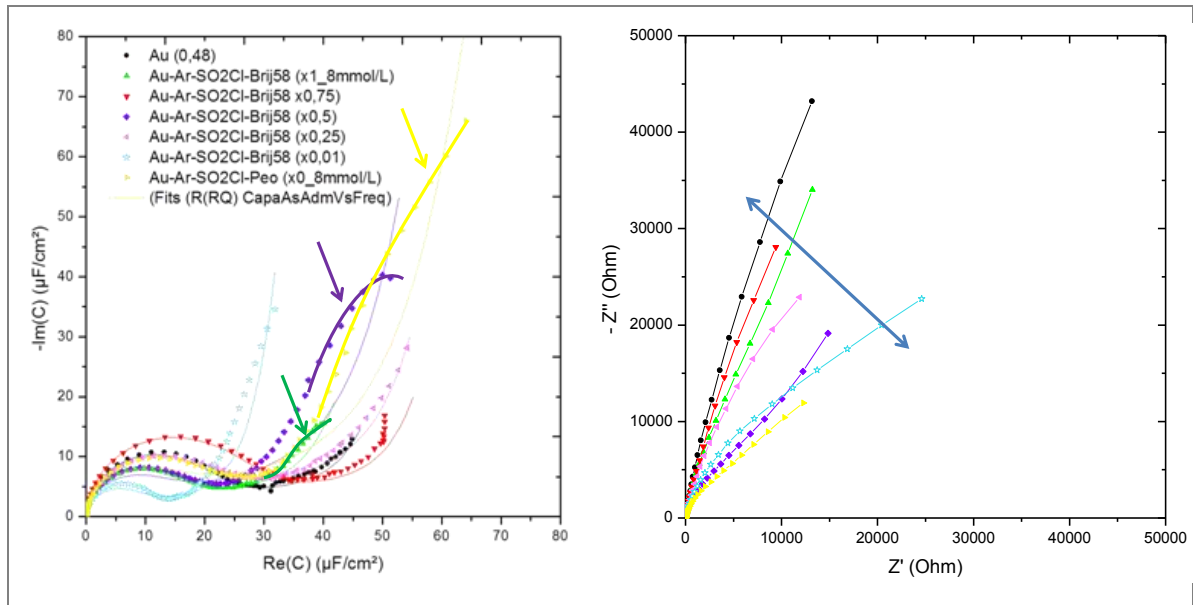 80
70
60
50
40
30
20
10
0
-Im(C) (µF/cm²)
Au (0,48)
Au-Ar-SO2Cl-Brij58 (x1_8mmol/L)
Au-Ar-SO2Cl-Brij58 x0,75)
Au-Ar-SO2Cl-Brij58 (x0,5)
Au-Ar-SO2Cl-Brij58 (x0,25)
Au-Ar-SO2Cl-Brij58 (x0,01)
Au-Ar-SO2Cl-Peo (x0_8mmol/L)
(Fits (R(RQ) CapaAsAdmVsFreq)
0 10 20 30 40 50 60 70 80
Re(C) (µF/cm²)
50000
40000
30000
20000
10000
0
- Z'' (Ohm)
0 10000 20000 30000 40000 50000
Z' (Ohm)